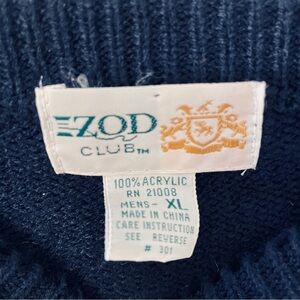 IZOD
CLUB™
100% ACRYLIC
RN 21008
MENS - XL
MADE IN CHINA
CARE INSTRUCTION
SEE REVERSE
# 301